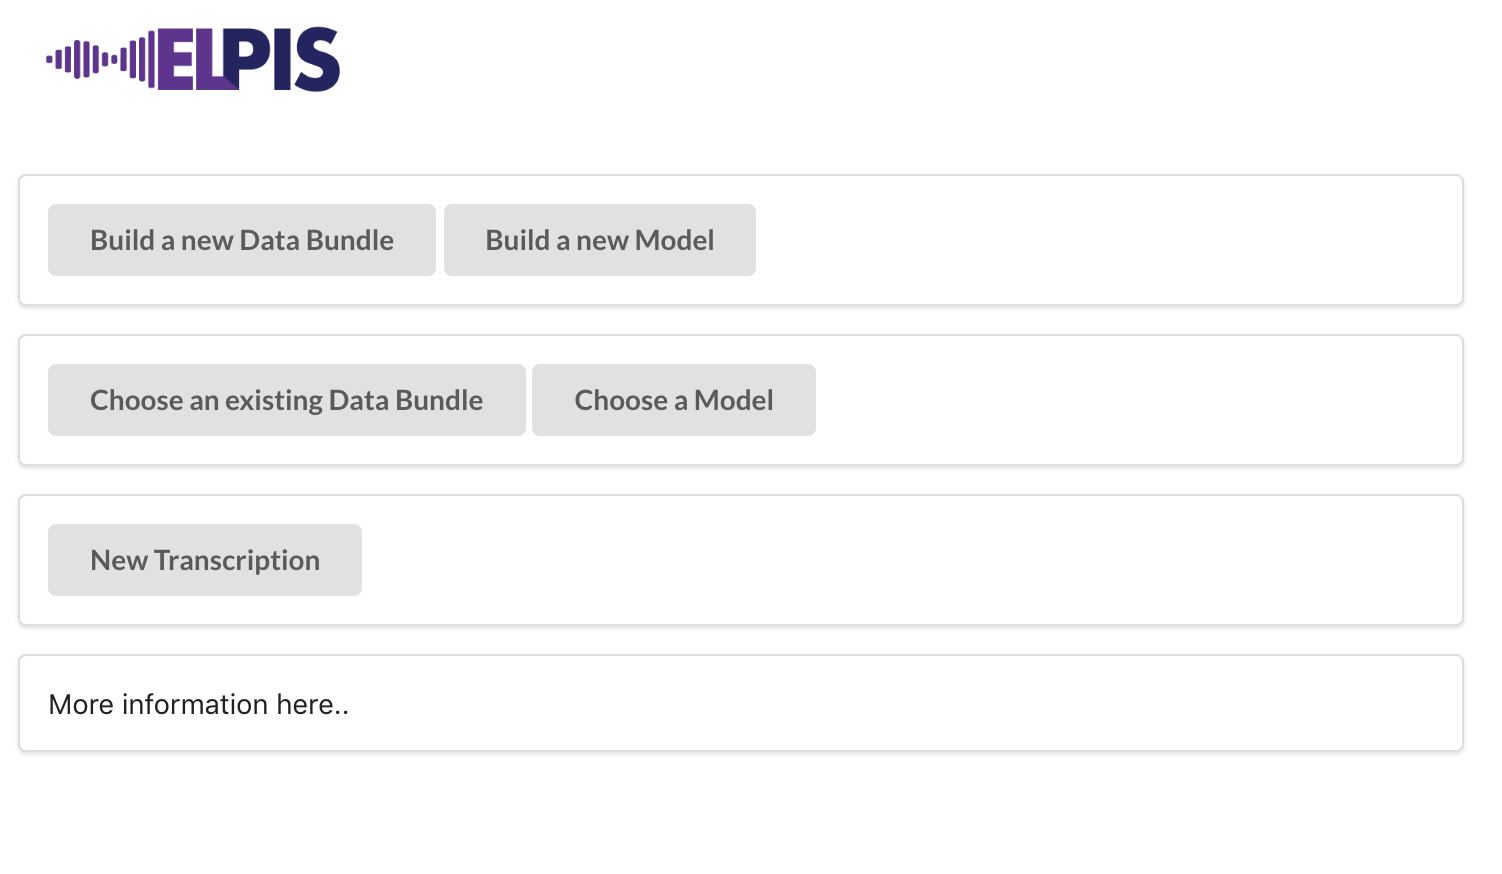 ELPIS
Build a new Data Bundle
Build a new Model
Choose an existing Data Bundle
Choose a Model
New Transcription
More information here..